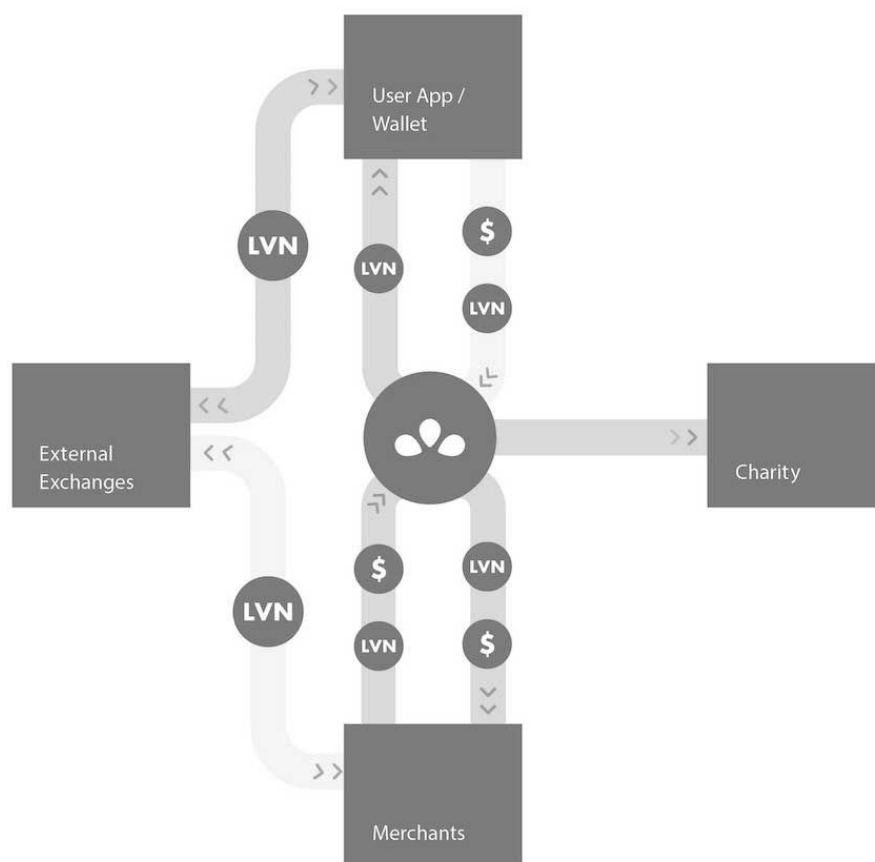 User App /
Wallet
$
LVN
LVN
LVN
External
Exchanges
Charity
$
LVN
LVN
LVN
$
Merchants